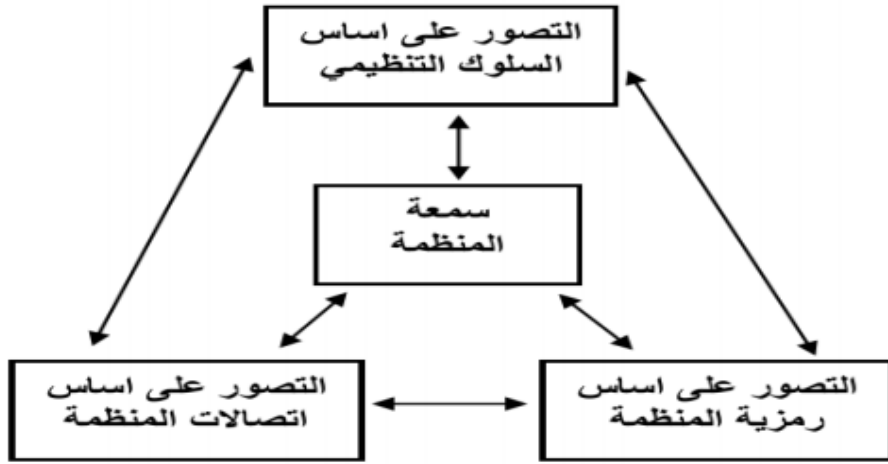 التصور على اساس
السلوك التنظيمي
سمعة
المنظمة
التصور على اساس
رمزية المنظمة
التصور على اساس
اتصالات المنظمة